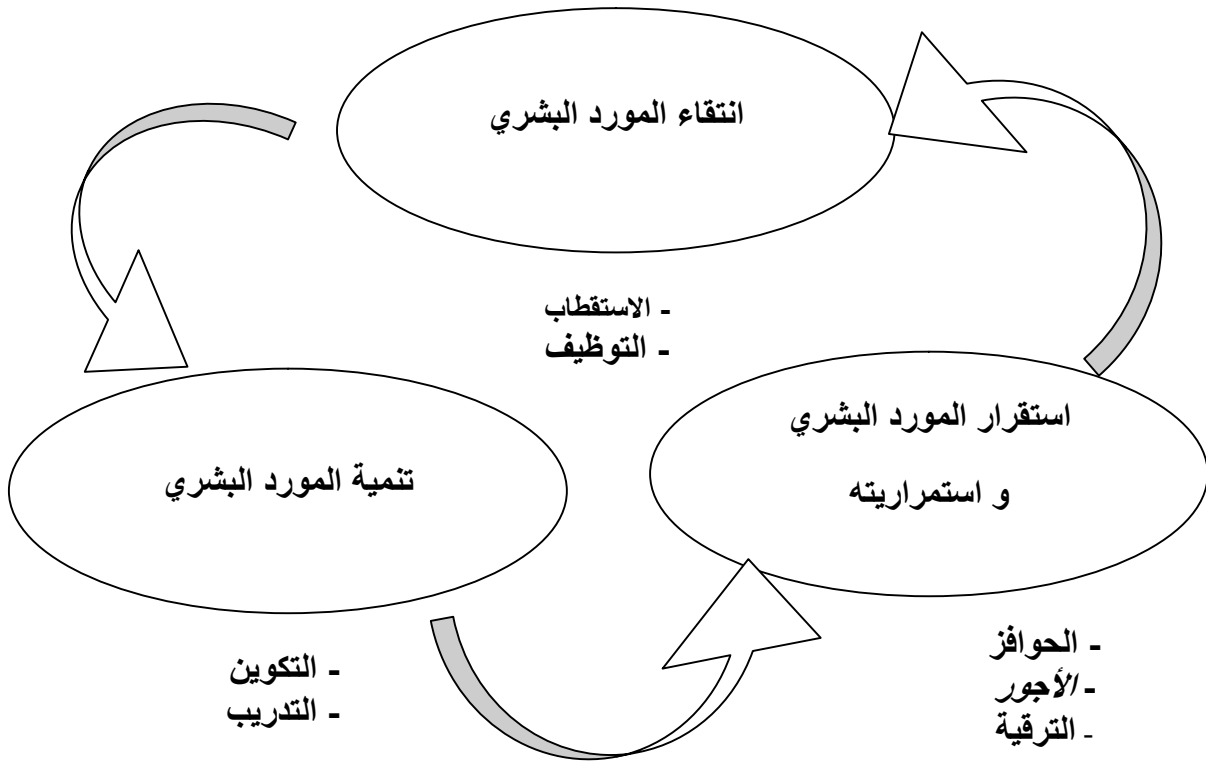 انتقاء المورد البشري
- الاستقطاب
- التوظيف
استقرار المورد البشري
و استمراريته
تنمية المورد البشري
- الحوافز
- الأجور
- الترقية
- التكوين
- التدريب